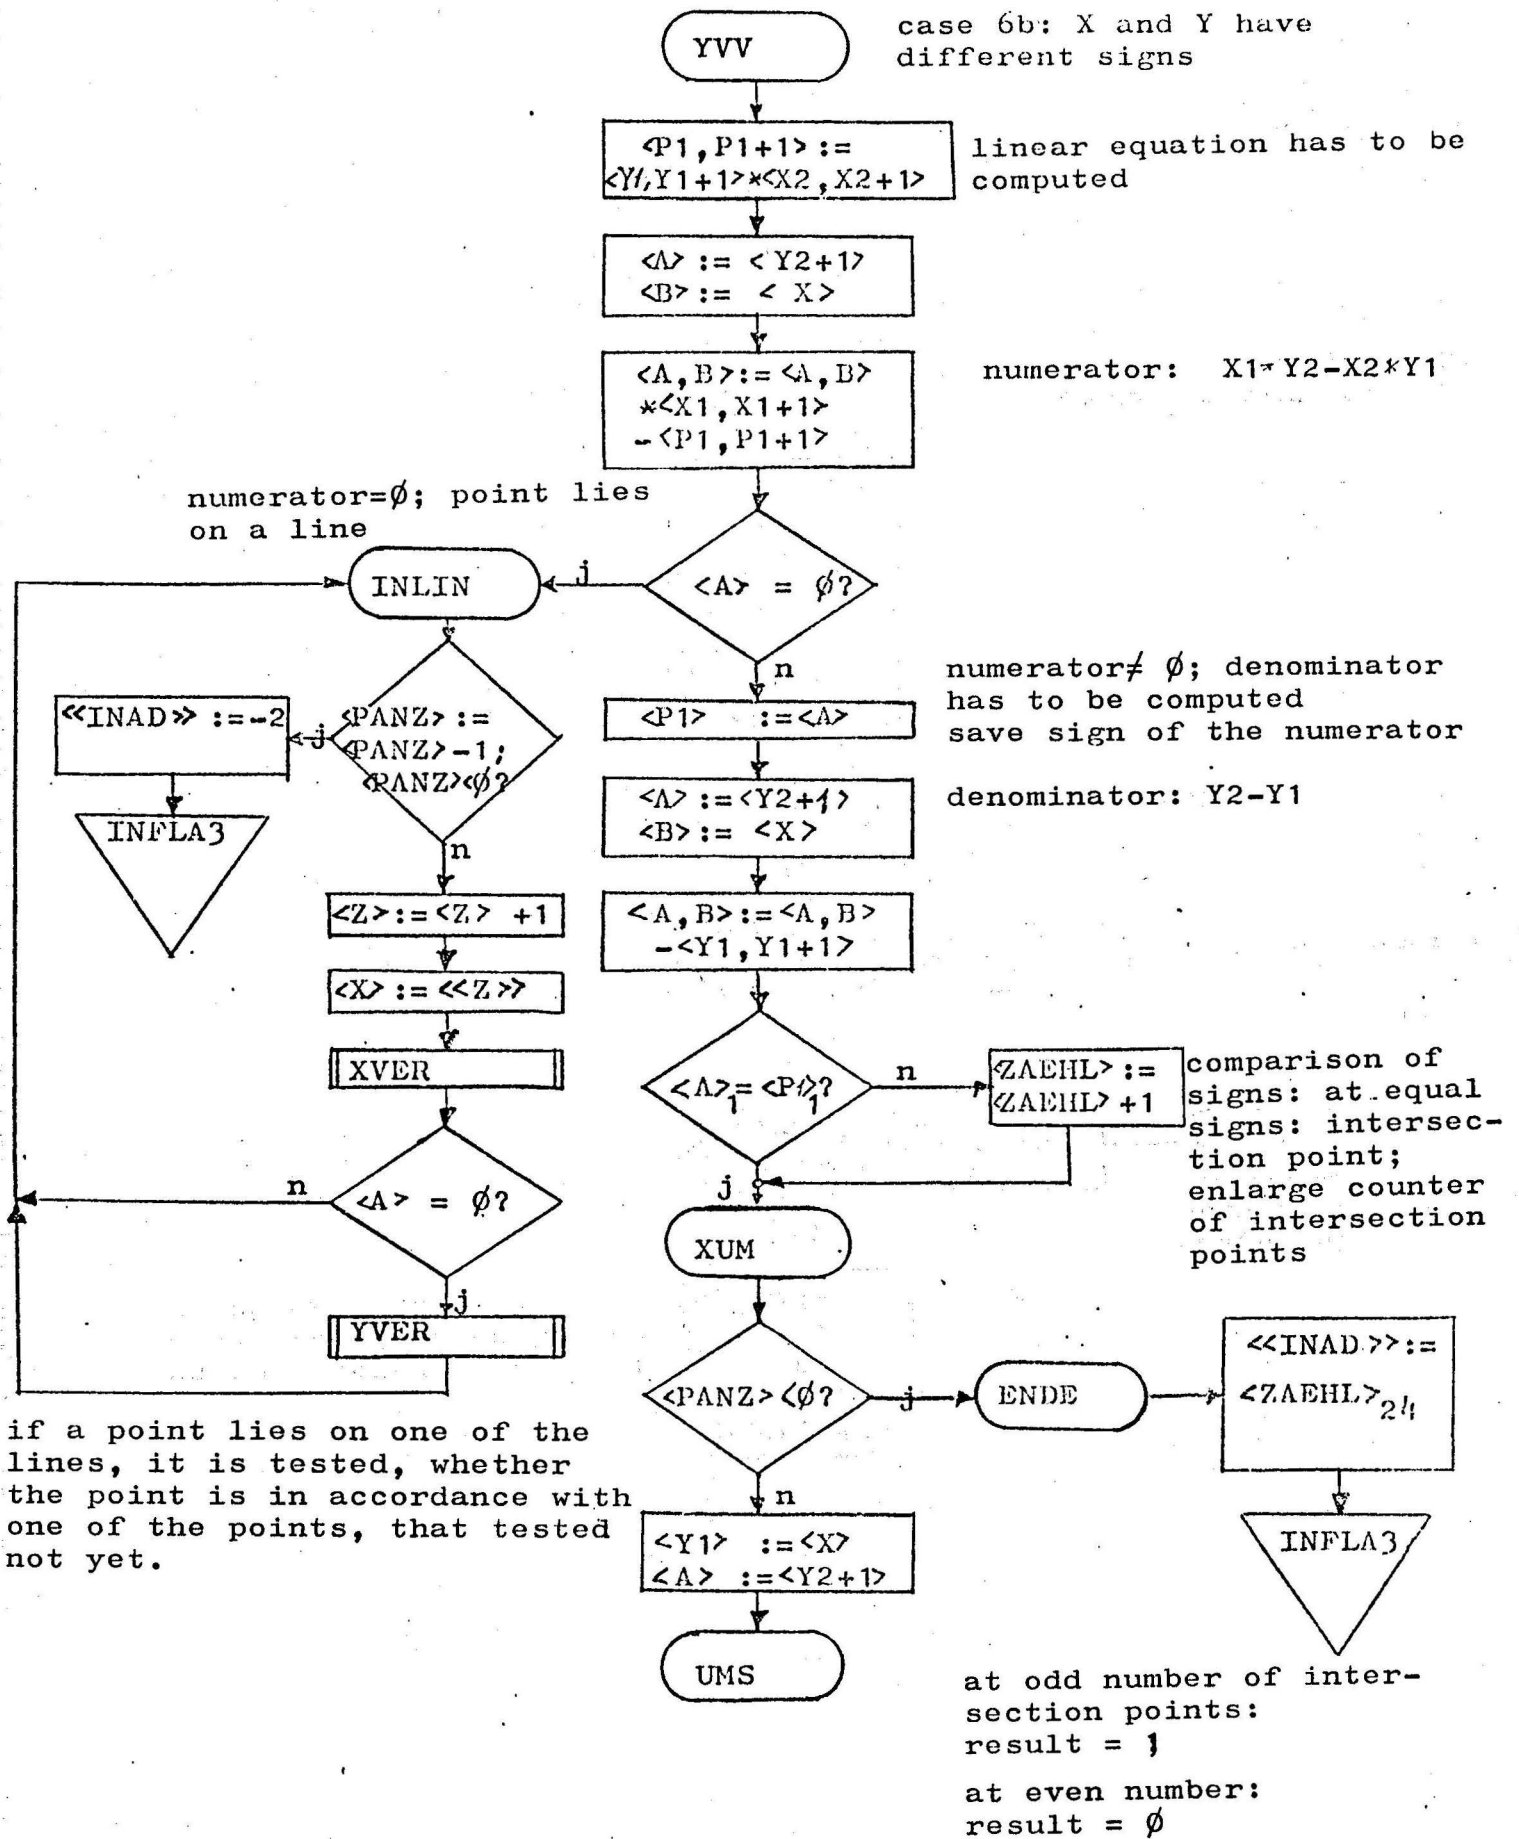 YVV
case 6b: X and Y have
different signs
<P1,P1+1> :=
<Y1,Y1+1>*<X2,X2+1>
linear equation has to be
computed
<A> := <Y2+1>
<B> := <X>
<A,B> := <A,B>
*<X1,X1+1>
-<P1,P1+1>
numerator: X1*Y2-X2*Y1
numerator=∅; point lies
on a line
INLIN
j
<A> = ∅?
n
numerator≠ ∅; denominator
has to be computed
save sign of the numerator
<<INAD>> :=-2
j
<PANZ> :=
<PANZ>-1;
<PANZ><∅?
<P1> :=<A>
INFLA3
n
<A> :=<Y2+1>
<B> := <X>
denominator: Y2-Y1
<Z>:=<Z> +1
<A,B>:=<A,B>
-<Y1,Y1+1>
<X> := <<Z>>
XVER
<A>1 = <P1>1?
n
<ZAEHL> :=
<ZAEHL> +1
comparison of
signs: at equal
signs: intersec-
tion point;
enlarge counter
of intersection
points
n
<A> = ∅?
j
j
XUM
YVER
<PANZ> <∅?
j
ENDE
<<INAD>>:=
<ZAEHL>24
n
if a point lies on one of the
lines, it is tested, whether
the point is in accordance with
one of the points, that tested
not yet.
<Y1> :=<X>
<A> :=<Y2+1>
INFLA3
UMS
at odd number of inter-
section points:
result = 1
at even number:
result = ∅